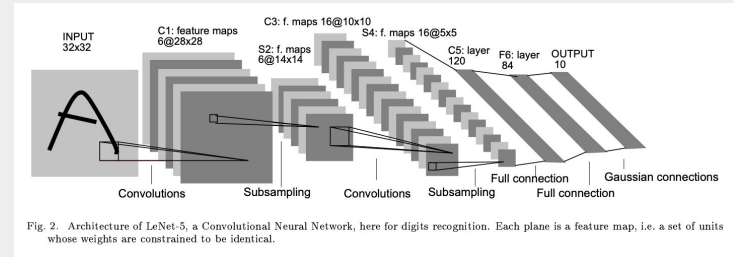 INPUT
32x32
C1: feature maps
6@28x28
S2: f. maps
6@14x14
C3: f. maps 16@10x10
S4: f. maps 16@5x5
C5: layer
120
F6: layer
84
OUTPUT
10
Convolutions
Subsampling
Convolutions
Subsampling
Full connection
Full connection
Gaussian connections
Fig. 2. Architecture of LeNet-5, a Convolutional Neural Network, here for digits recognition. Each plane is a feature map, i.e. a set of units
whose weights are constrained to be identical.